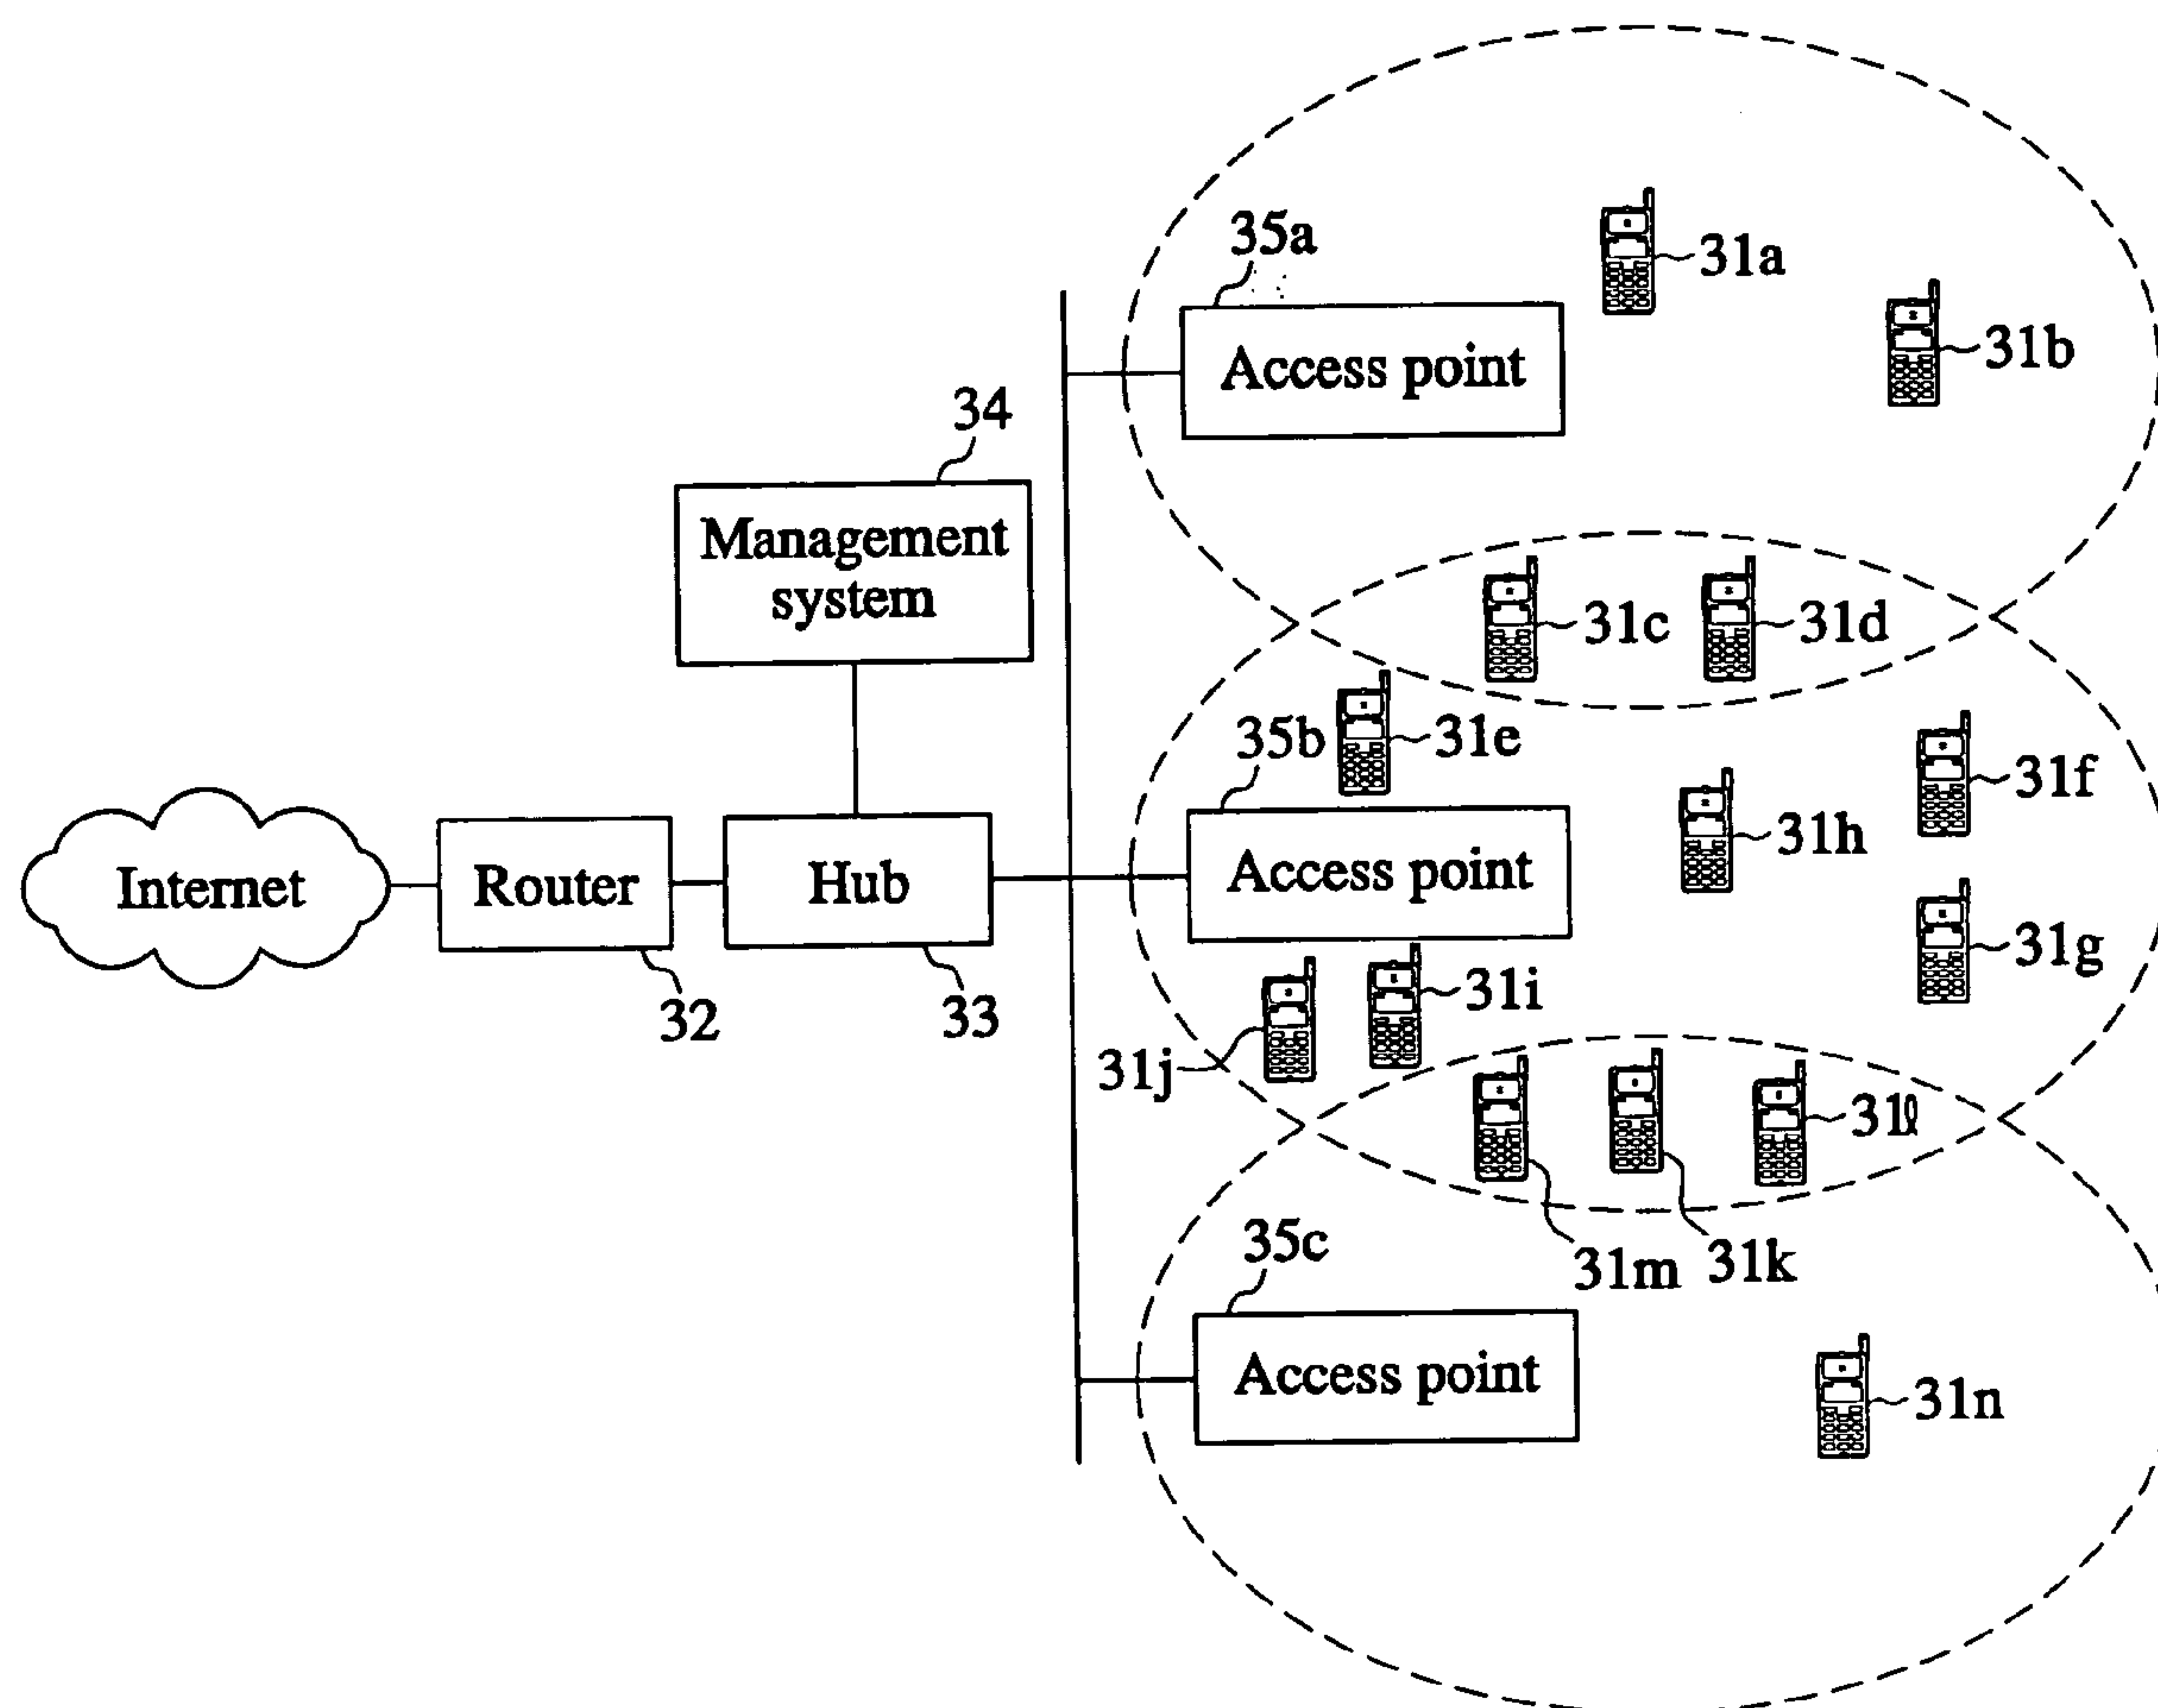 35a
31a
31b
Access point
34
Management
system
31c
31d
35b
31e
31f
31h
Internet
Router
Hub
Access point
31g
32
33
31i
31j
31l
35c
31m
31k
Access point
31n